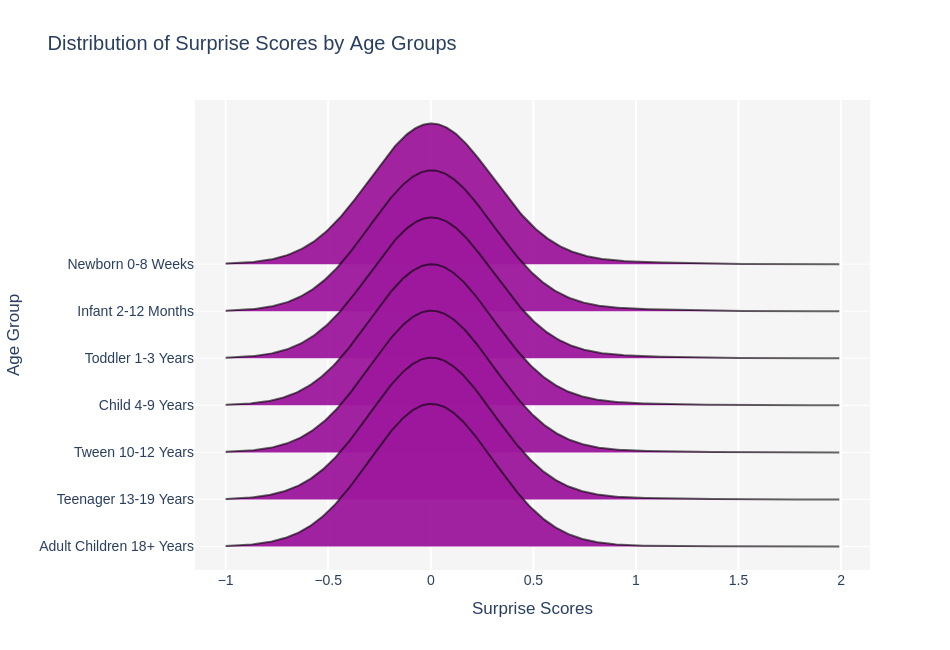 Distribution of Surprise Scores by Age Groups
Age Group
Newborn 0-8 Weeks
Infant 2-12 Months
Toddler 1-3 Years
Child 4-9 Years
Tween 10-12 Years
Teenager 13-19 Years
Adult Children 18+ Years
−1 −0.5 0 0.5 1 1.5 2
Surprise Scores